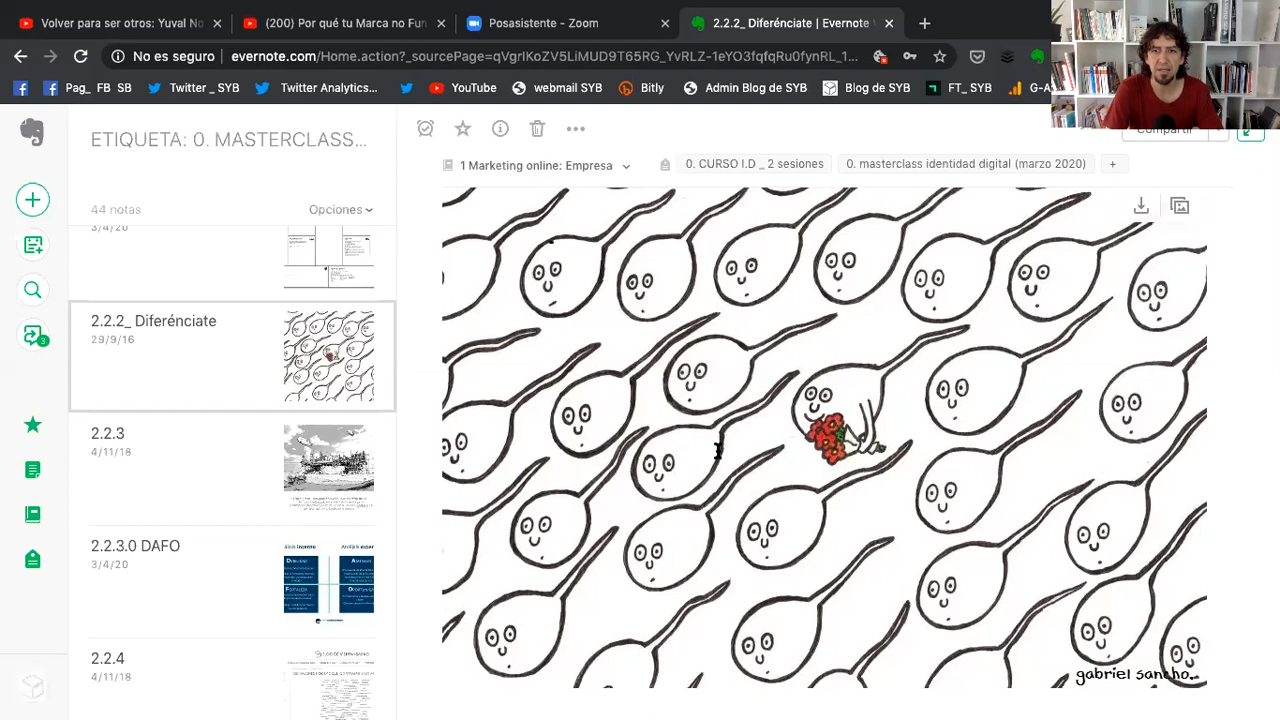 Volver para ser otros: Yuval No
(200) Por qué tu Marca no Fun
Posasistente - Zoom
2.2.2_ Diferénciate | Evernote
No es seguro
evernote.com/Home.action?_sourcePage=qVgrIKoZV5LiMUD9T65RG_YvRLZ-1eYO3fqfqRu0fynRL_1...
Pag_ FB SB
Twitter _ SYB
Twitter Analytics...
YouTube
webmail SYB
Bitly
Admin Blog de SYB
Blog de SYB
FT_ SYB
G-A
ETIQUETA: 0. MASTERCLASS...
Compartir
1 Marketing online: Empresa
0. CURSO I.D _ 2 sesiones
0. masterclass identidad digital (marzo 2020)
+
44 notas
Opciones
3/4/20
2.2.2_ Diferénciate
29/9/16
3
2.2.3
4/11/18
2.2.3.0 DAFO
3/4/20
2.2.4
gabriel sancho.